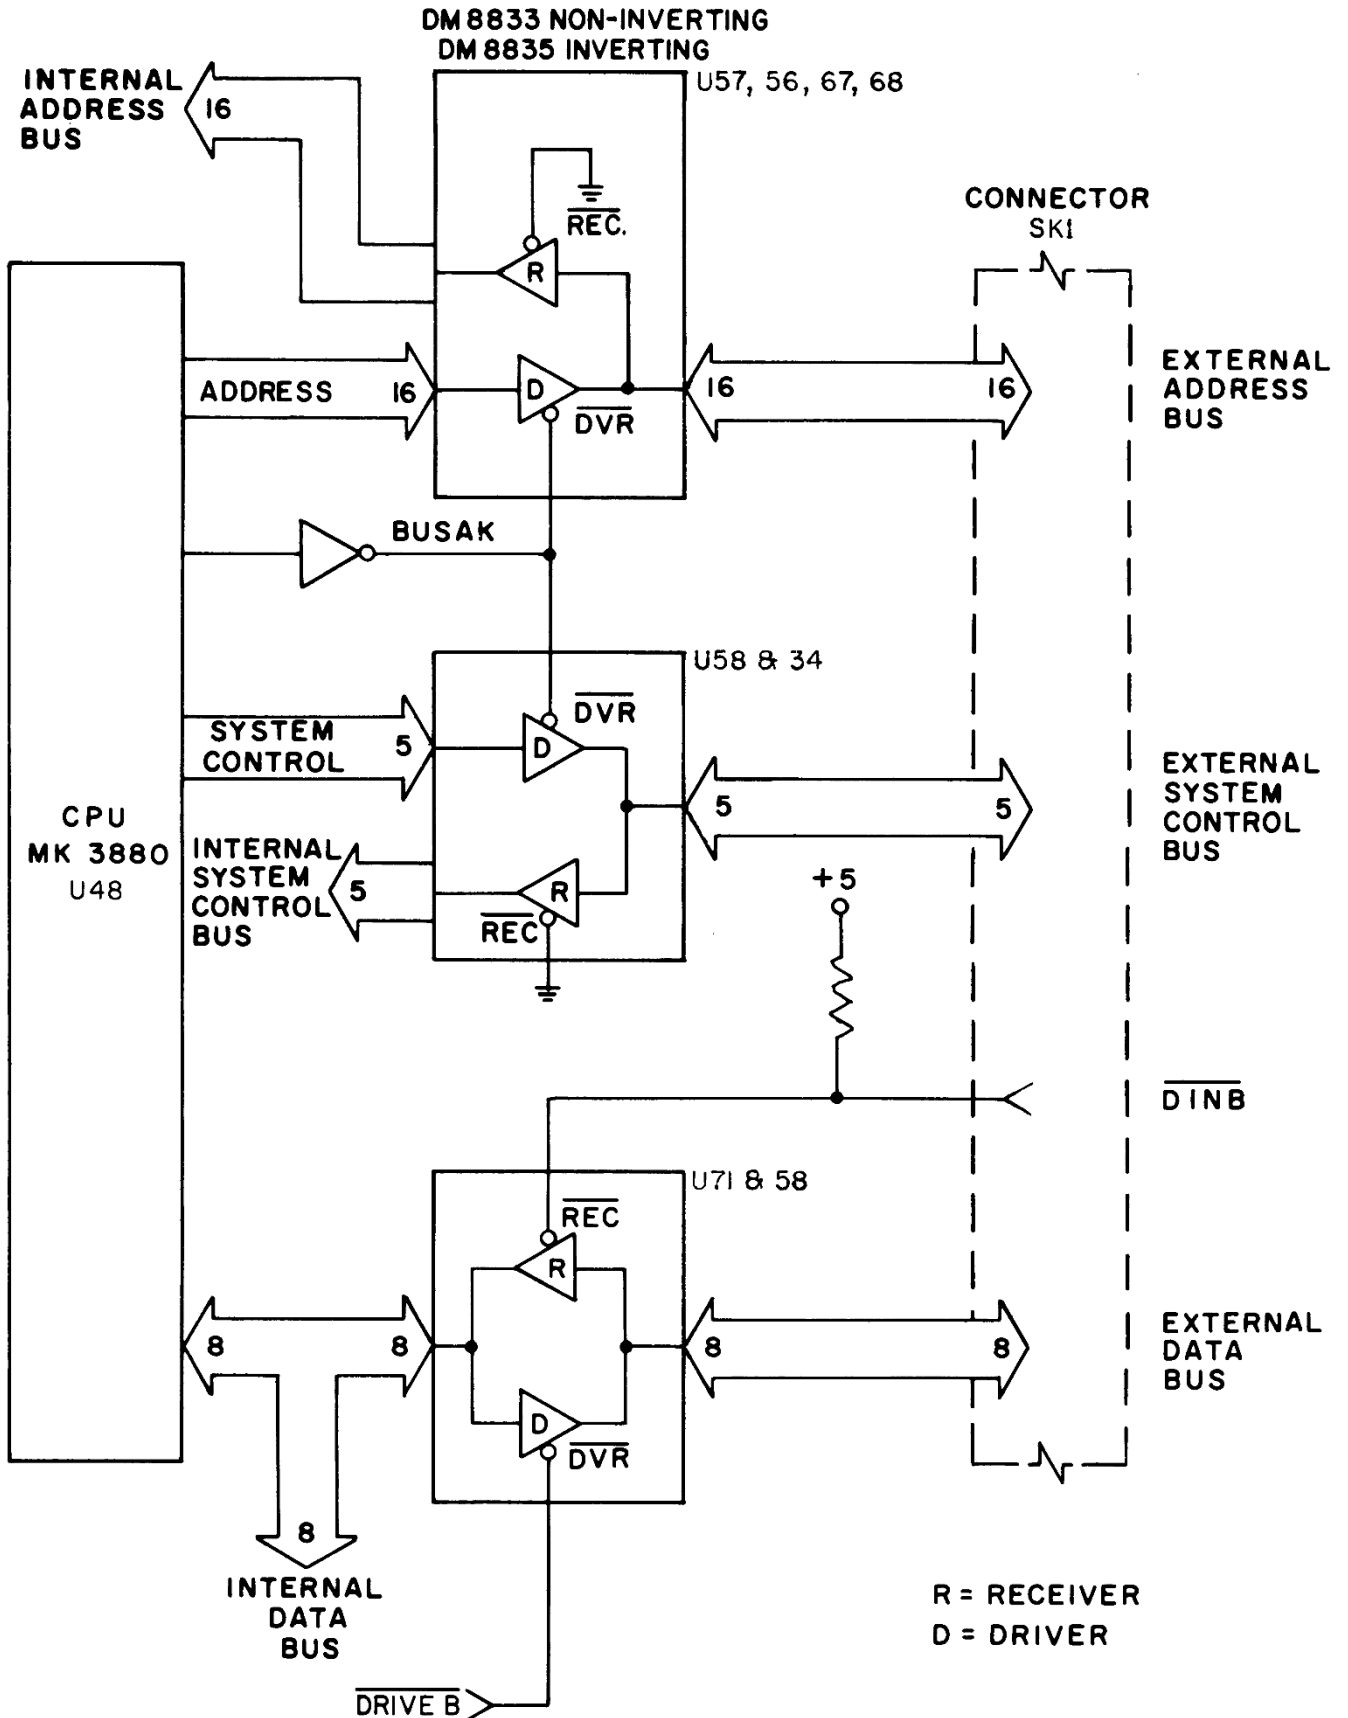 DM 8833 NON-INVERTING
DM 8835 INVERTING
U57, 56, 67, 68
INTERNAL
ADDRESS
BUS
16
REC.
R
CONNECTOR
SK1
ADDRESS
16
D
DVR
16
16
EXTERNAL
ADDRESS
BUS
BUSAK
U58 & 34
SYSTEM
CONTROL
5
D
DVR
5
5
EXTERNAL
SYSTEM
CONTROL
BUS
CPU
MK 3880
U48
INTERNAL
SYSTEM
CONTROL
BUS
5
R
REC
+5
DINB
U71 & 58
REC
R
8
8
8
8
EXTERNAL
DATA
BUS
D
DVR
8
INTERNAL
DATA
BUS
R = RECEIVER
D = DRIVER
DRIVE B